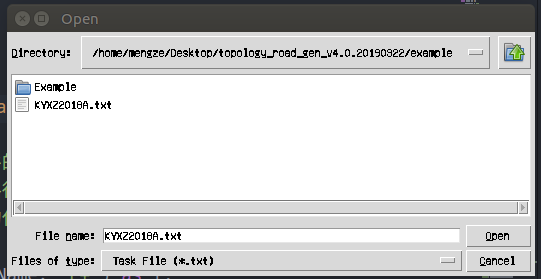 Open
Directory: /home/mengze/Desktop/topology_road_gen_v4.0.20190322/example
Example
KYXZ2018A.txt
File name: KYXZ2018A.txt
Open
Files of type: Task File (*.txt)
Cancel